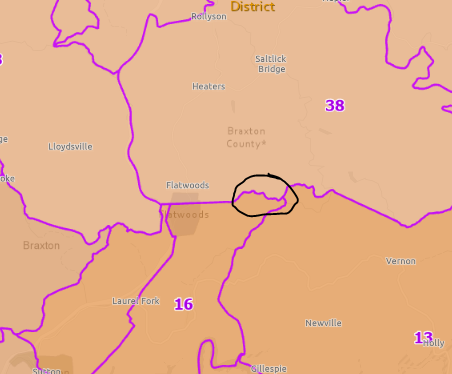 District
Rollyson
Saltlick
Bridge
Heaters
38
Braxton
County*
Lloydsville
Flatwoods
Braxton
Vernon
Laurel Fork
16
Newville
13
Holly
Gillespie